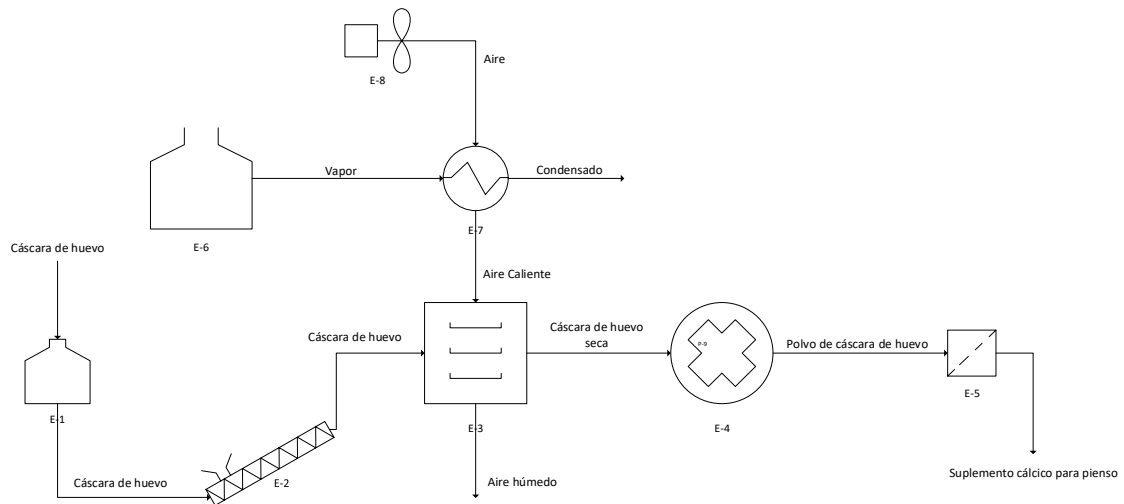 E-8
Aire
Vapor
Condensado
E-7
E-6
Cáscara de huevo
Aire Caliente
Cáscara de huevo
Cáscara de huevo
seca
P-9
Polvo de cáscara de huevo
E-1
E-3
E-4
E-5
Cáscara de huevo
E-2
Aire húmedo
Suplemento cálcico para pienso